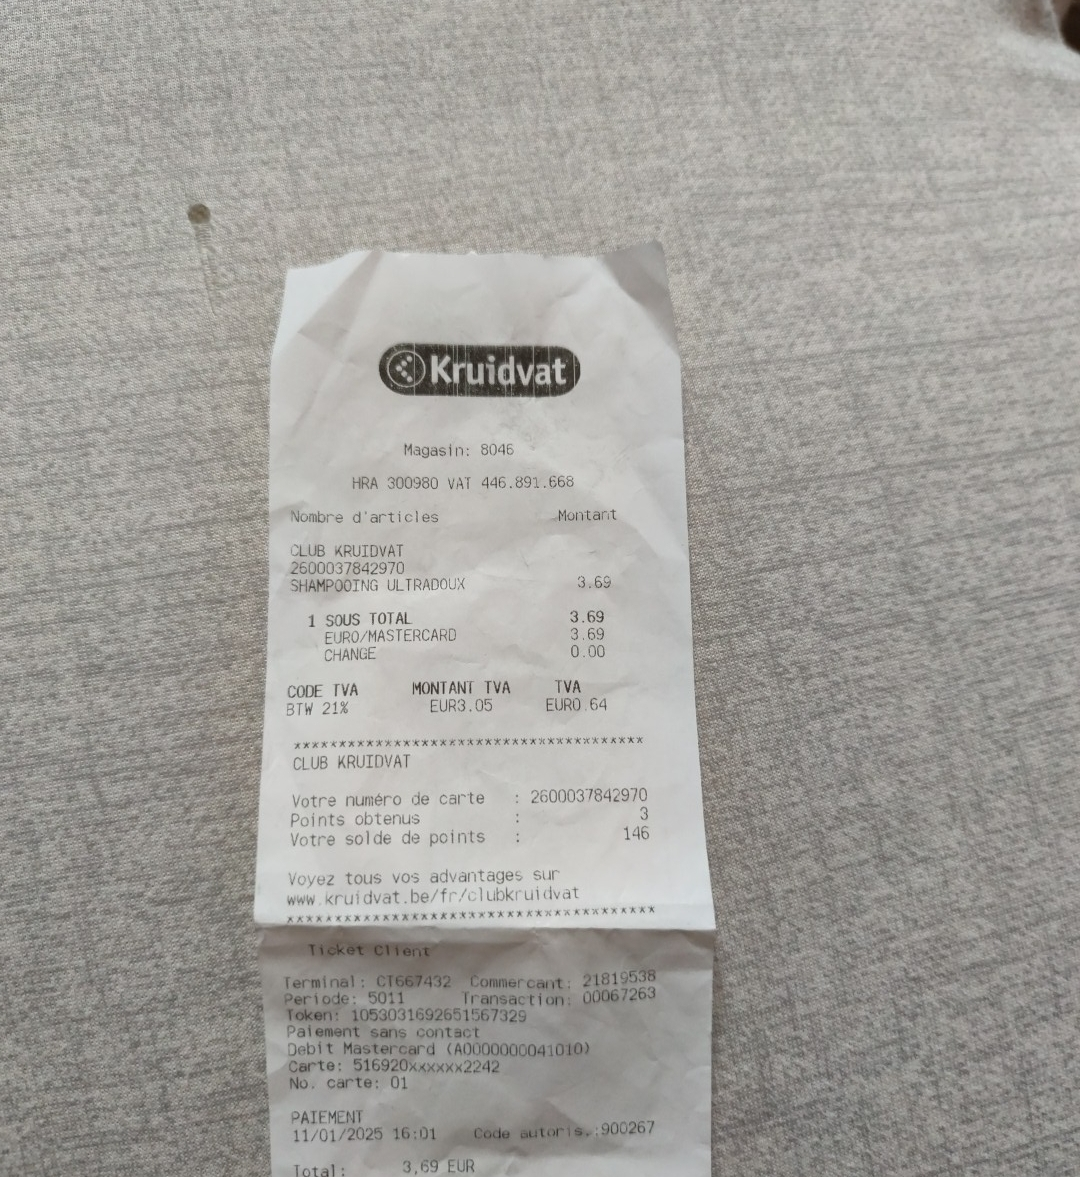 Kruidvat
Magasin: 8046
HRA 300980 VAT 446.891.668
Nombre d'articles Montant
CLUB KRUIDVAT
2600037842970
SHAMPOOING ULTRADOUX 3.69
1 SOUS TOTAL 3.69
EURO/MASTERCARD 3.69
CHANGE 0.00
CODE TVA MONTANT TVA TVA
BTW 21% EUR3.05 EUR0.64
****************************************
CLUB KRUIDVAT
Votre numéro de carte : 2600037842970
Points obtenus : 3
Votre solde de points : 146
Voyez tous vos advantages sur
www.kruidvat.be/fr/clubkruidvat
****************************************
Ticket Client
Terminal: CT667432 Commercant: 21819538
Periode: 5011 Transaction: 00067263
Token: 1053031692651567329
Paiement sans contact
Debit Mastercard (A0000000041010)
Carte: 516920xxxxxx2242
No. carte: 01
PAIEMENT
11/01/2025 16:01 Code autoris.:900267
Total: 3,69 EUR